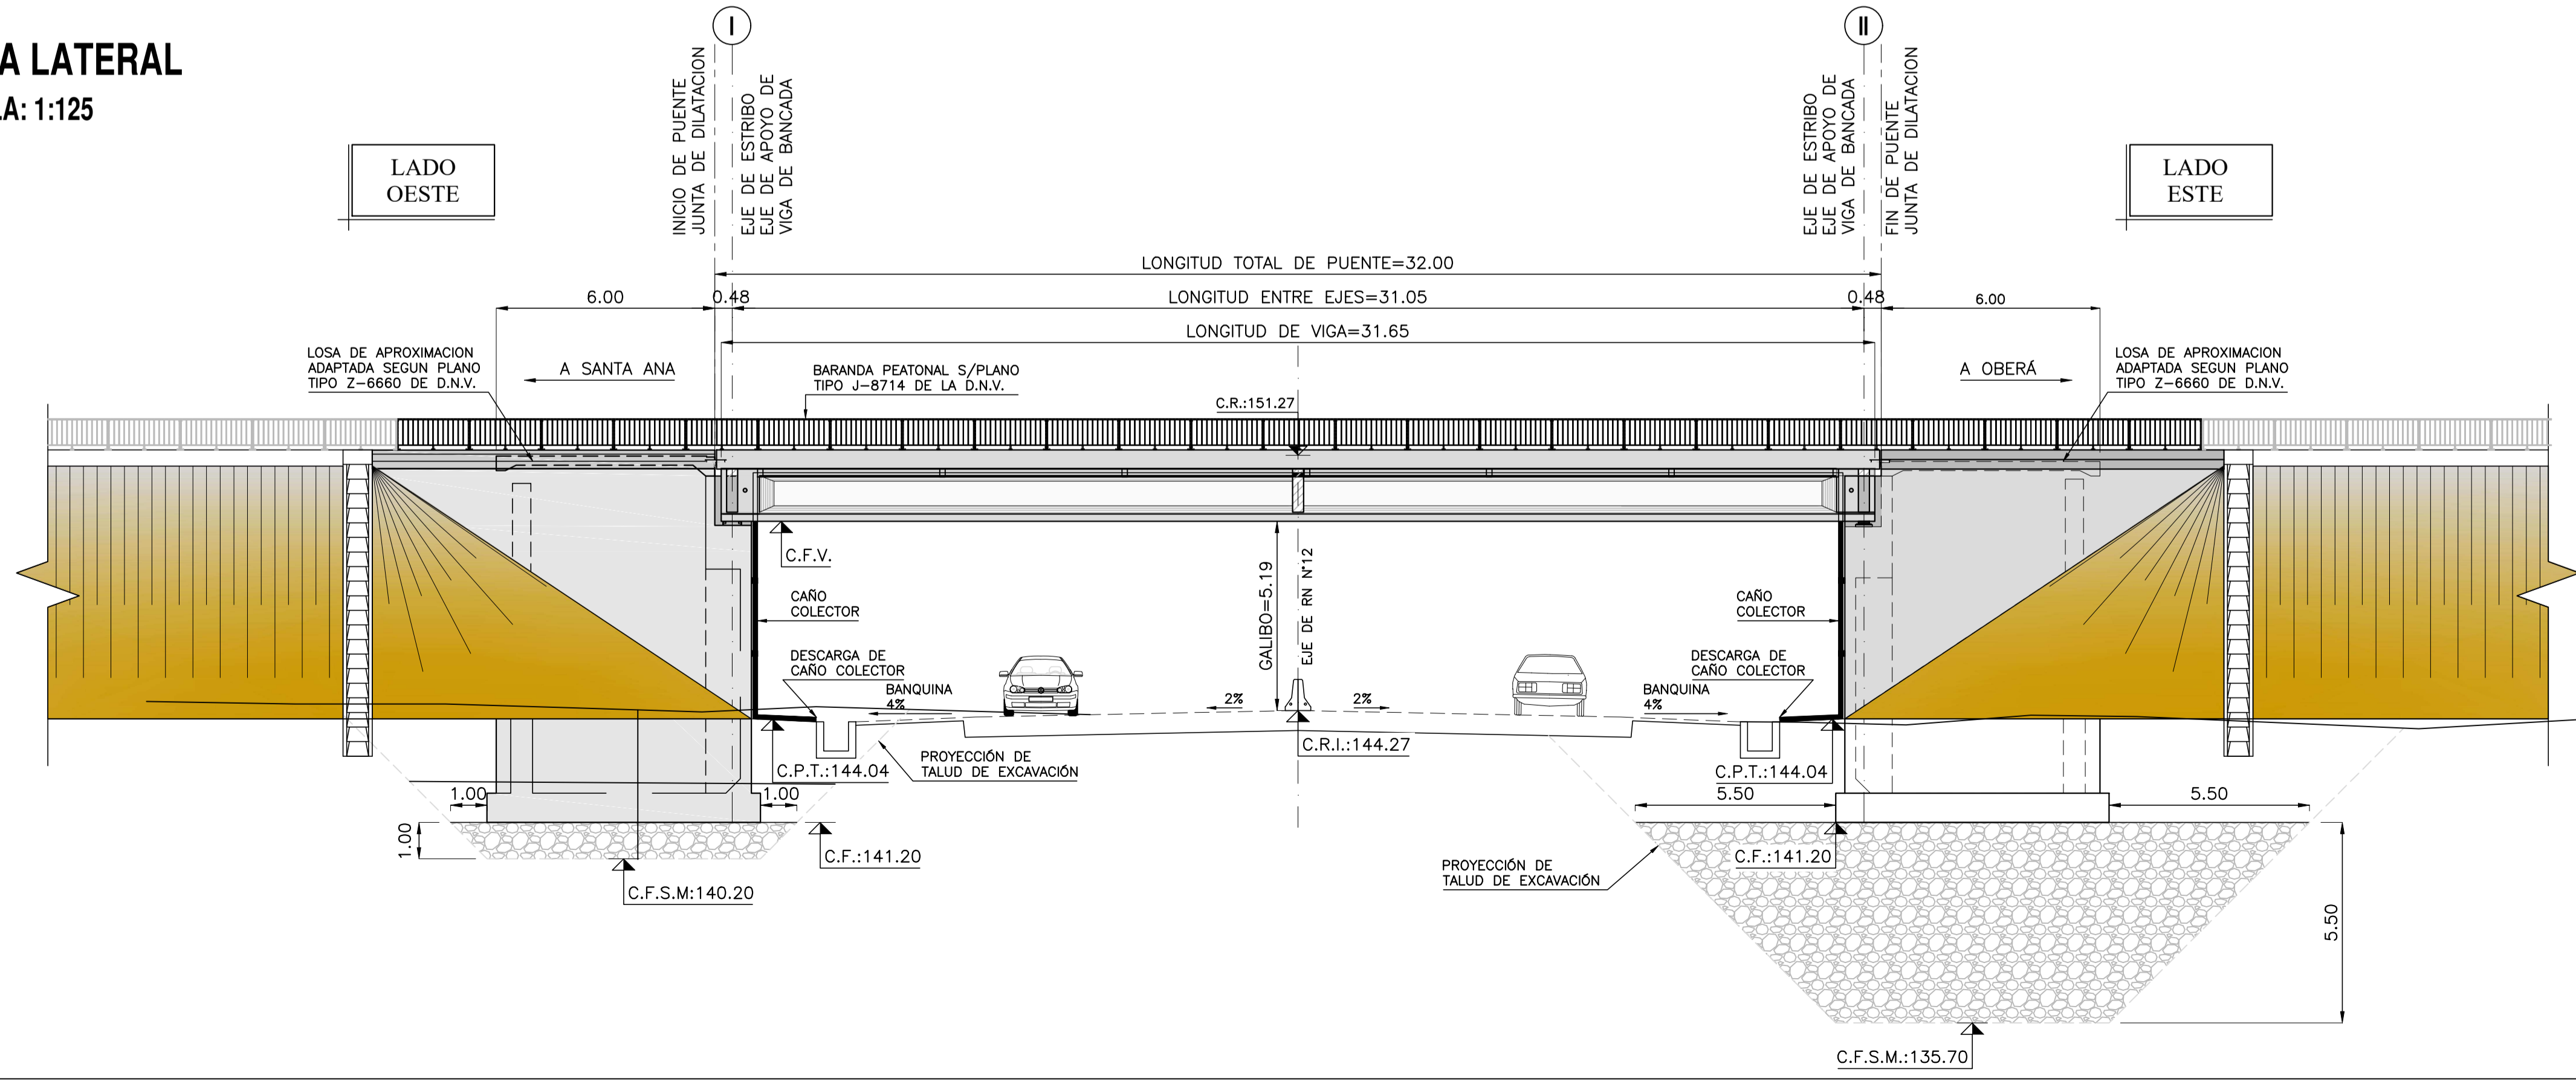 A LATERAL
LA: 1:125
I
II
INICIO DE PUENTE
JUNTA DE DILATACION
EJE DE ESTRIBO
EJE DE APOYO DE
VIGA DE BANCADA
EJE DE ESTRIBO
EJE DE APOYO DE
VIGA DE BANCADA
FIN DE PUENTE
JUNTA DE DILATACION
LADO
OESTE
LADO
ESTE
LONGITUD TOTAL DE PUENTE=32.00
6.00
0.48
LONGITUD ENTRE EJES=31.05
0.48
6.00
LONGITUD DE VIGA=31.65
LOSA DE APROXIMACION
ADAPTADA SEGUN PLANO
TIPO Z-6660 DE D.N.V.
A SANTA ANA
BARANDA PEATONAL S/PLANO
TIPO J-8714 DE LA D.N.V.
C.R.:151.27
A OBERÁ
LOSA DE APROXIMACION
ADAPTADA SEGUN PLANO
TIPO Z-6660 DE D.N.V.
C.F.V.
CAÑO
COLECTOR
GALIBO=5.19
EJE DE RN N°12
CAÑO
COLECTOR
DESCARGA DE
CAÑO COLECTOR
BANQUINA
4%
2%
2%
DESCARGA DE
CAÑO COLECTOR
BANQUINA
4%
C.P.T.:144.04
PROYECCIÓN DE
TALUD DE EXCAVACIÓN
C.R.I.:144.27
C.P.T.:144.04
1.00
1.00
5.50
5.50
1.00
C.F.:141.20
C.F.S.M:140.20
C.F.:141.20
PROYECCIÓN DE
TALUD DE EXCAVACIÓN
5.50
C.F.S.M.:135.70